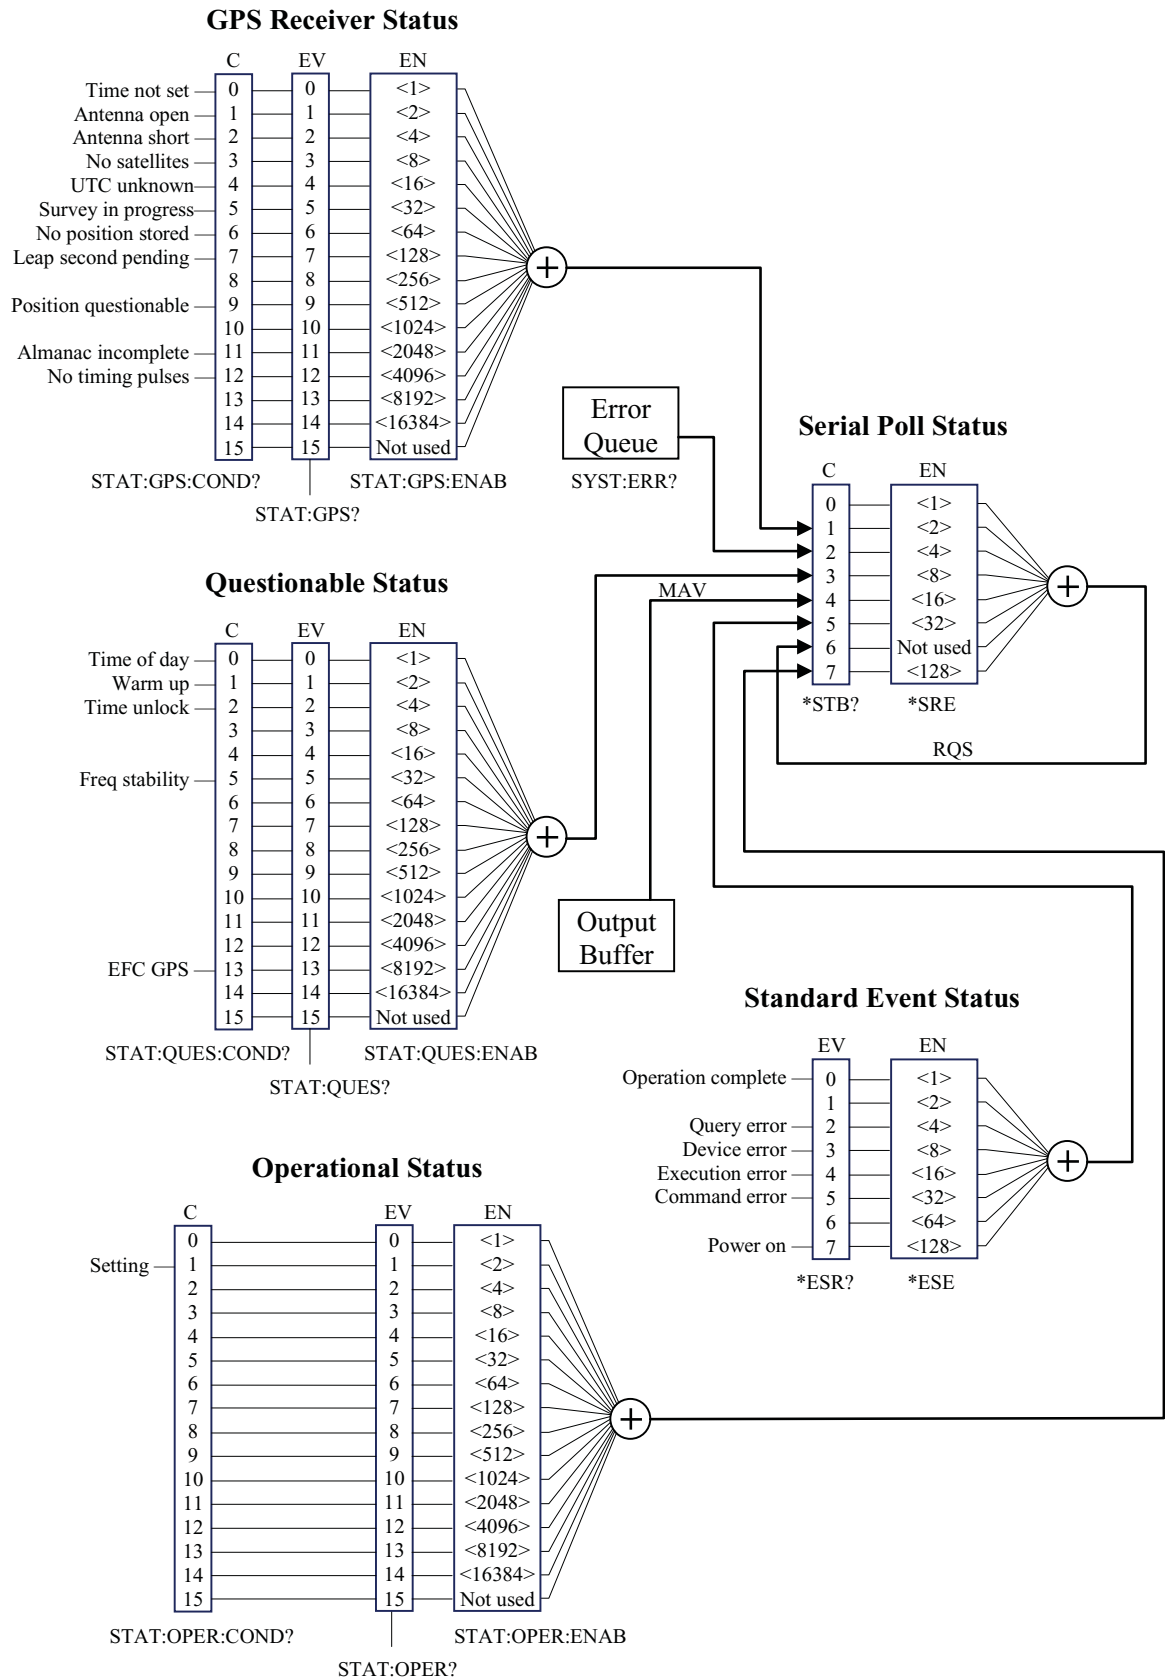 GPS Receiver Status
C EV EN
Time not set 0 0 <1>
Antenna open 1 1 <2>
Antenna short 2 2 <4>
No satellites 3 3 <8>
UTC unknown 4 4 <16>
Survey in progress 5 5 <32>
No position stored 6 6 <64>
Leap second pending 7 7 <128>
8 8 <256>
Position questionable 9 9 <512>
10 10 <1024>
Almanac incomplete 11 11 <2048>
No timing pulses 12 12 <4096>
13 13 <8192>
14 14 <16384>
15 15 Not used
STAT:GPS:COND? STAT:GPS:ENAB
STAT:GPS?
Error
Queue
SYST:ERR?
Serial Poll Status
C EN
0 <1>
1 <2>
2 <4>
3 <8>
MAV 4 <16>
5 <32>
6 Not used
7 <128>
*STB? *SRE
RQS
Questionable Status
C EV EN
Time of day 0 0 <1>
Warm up 1 1 <2>
Time unlock 2 2 <4>
3 3 <8>
4 4 <16>
Freq stability 5 5 <32>
6 6 <64>
7 7 <128>
8 8 <256>
9 9 <512>
10 10 <1024>
11 11 <2048>
12 12 <4096>
EFC GPS 13 13 <8192>
14 14 <16384>
15 15 Not used
STAT:QUES:COND? STAT:QUES:ENAB
STAT:QUES?
Output
Buffer
Standard Event Status
EV EN
Operation complete 0 <1>
1 <2>
Query error 2 <4>
Device error 3 <8>
Execution error 4 <16>
Command error 5 <32>
6 <64>
Power on 7 <128>
*ESR? *ESE
Operational Status
C EV EN
0 0 <1>
Setting 1 1 <2>
2 2 <4>
3 3 <8>
4 4 <16>
5 5 <32>
6 6 <64>
7 7 <128>
8 8 <256>
9 9 <512>
10 10 <1024>
11 11 <2048>
12 12 <4096>
13 13 <8192>
14 14 <16384>
15 15 Not used
STAT:OPER:COND? STAT:OPER:ENAB
STAT:OPER?